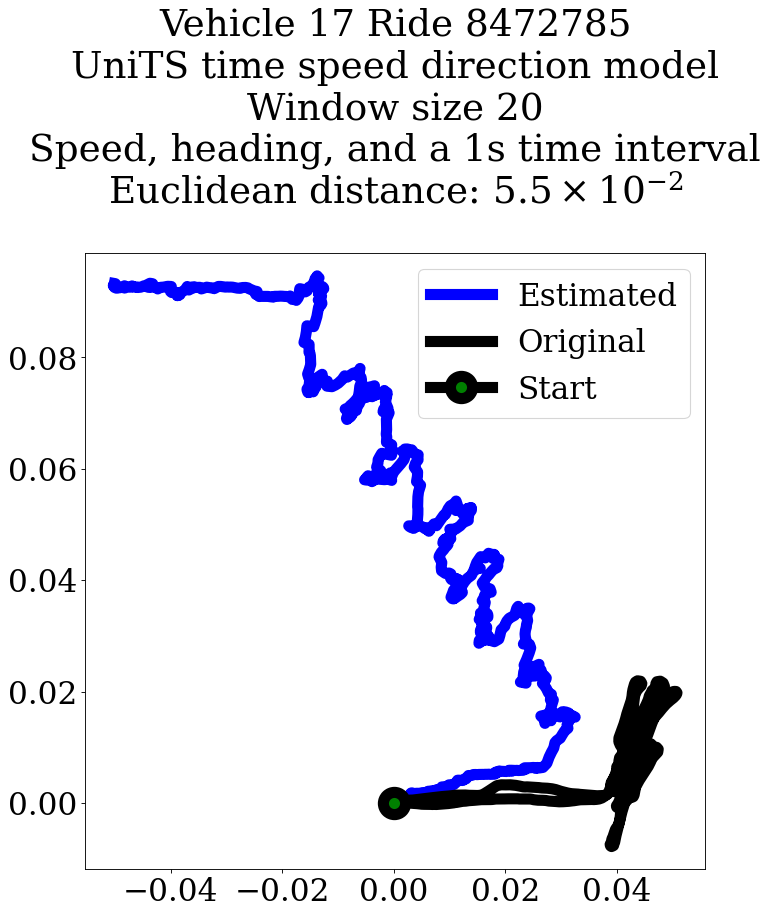 Vehicle 17 Ride 8472785
UniTS time speed direction model
Window size 20
Speed, heading, and a 1s time interval
Euclidean distance: 5.5 × 10⁻²
Estimated
Original
Start
0.08
0.06
0.04
0.02
0.00
−0.04 −0.02 0.00 0.02 0.04